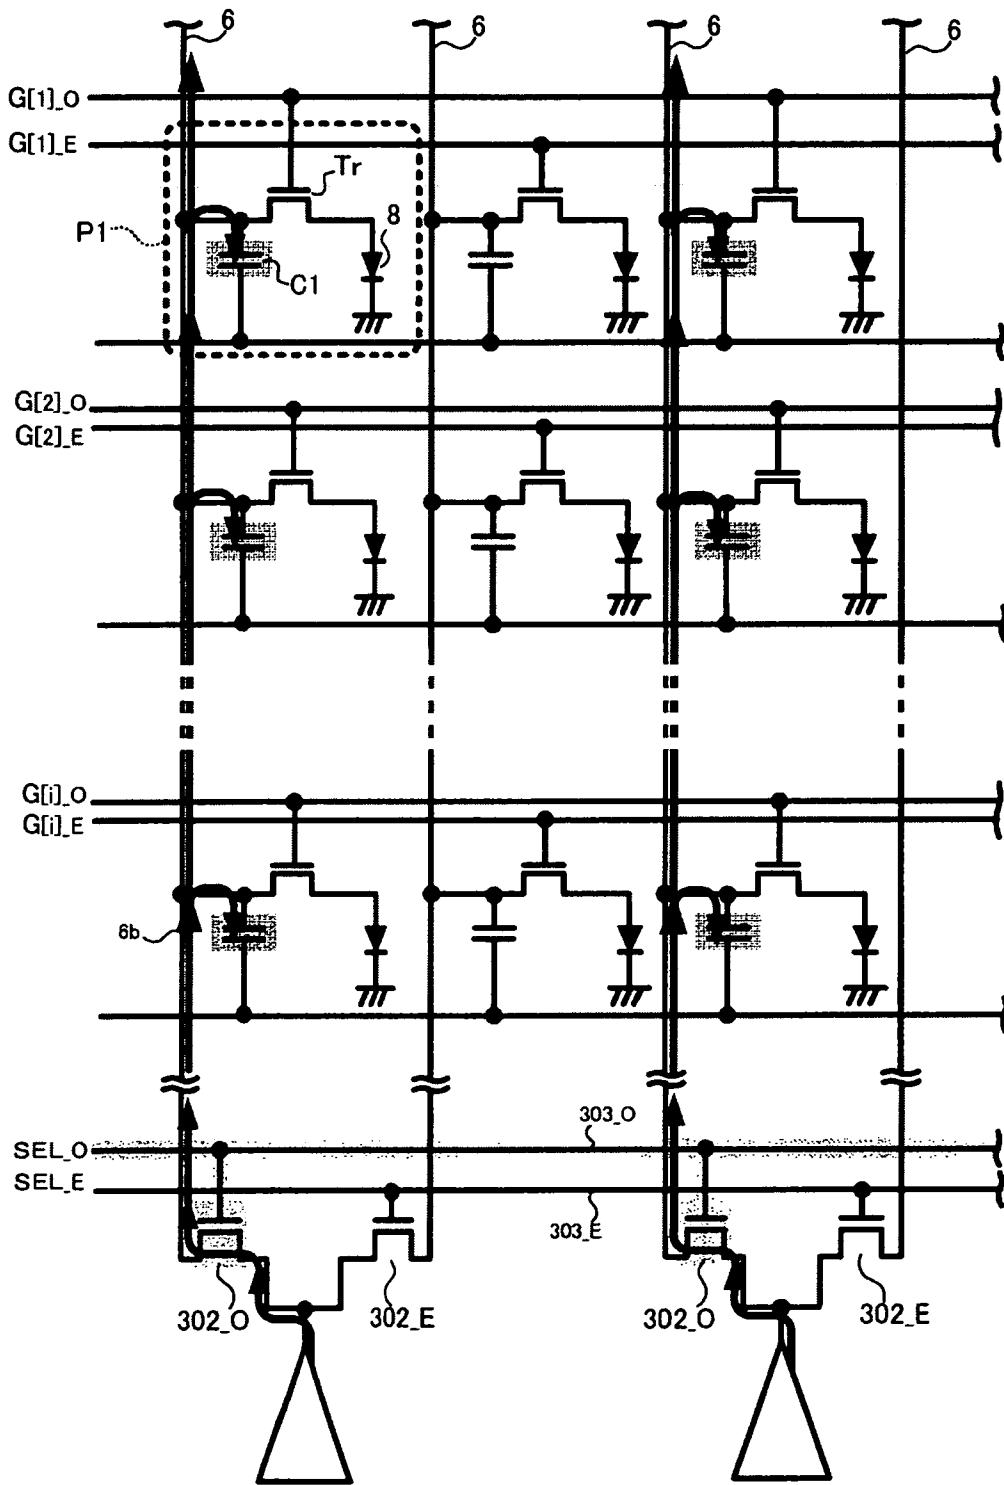 6 6 6 6
G[1]_O
G[1]_E
Tr
P1
8
C1
G[2]_O
G[2]_E
G[i]_O
G[i]_E
6b
303_O
SEL_O
SEL_E
303_E
302_O 302_E 302_O 302_E